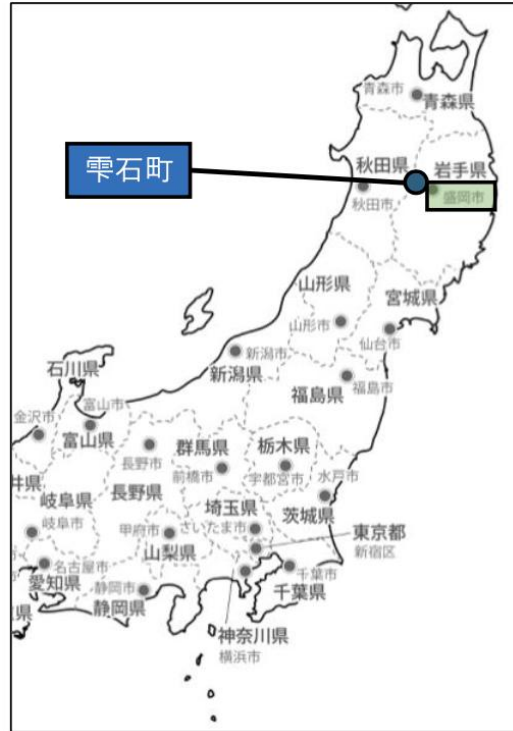 青森市
青森県
雫石町
秋田県
岩手県
秋田市
盛岡市
山形県
宮城県
山形市
仙台市
新潟市
新潟県
石川県
福島県
福島市
金沢市
富山市
富山県
群馬県
栃木県
長野市
前橋市
宇都宮市
水戸市
井県
岐阜県
長野県
埼玉県
茨城県
岐阜市
甲府市
さいたま市
東京都
新宿区
山梨県
名古屋市
愛知県
静岡市
静岡県
千葉市
千葉県
神奈川県
横浜市
県